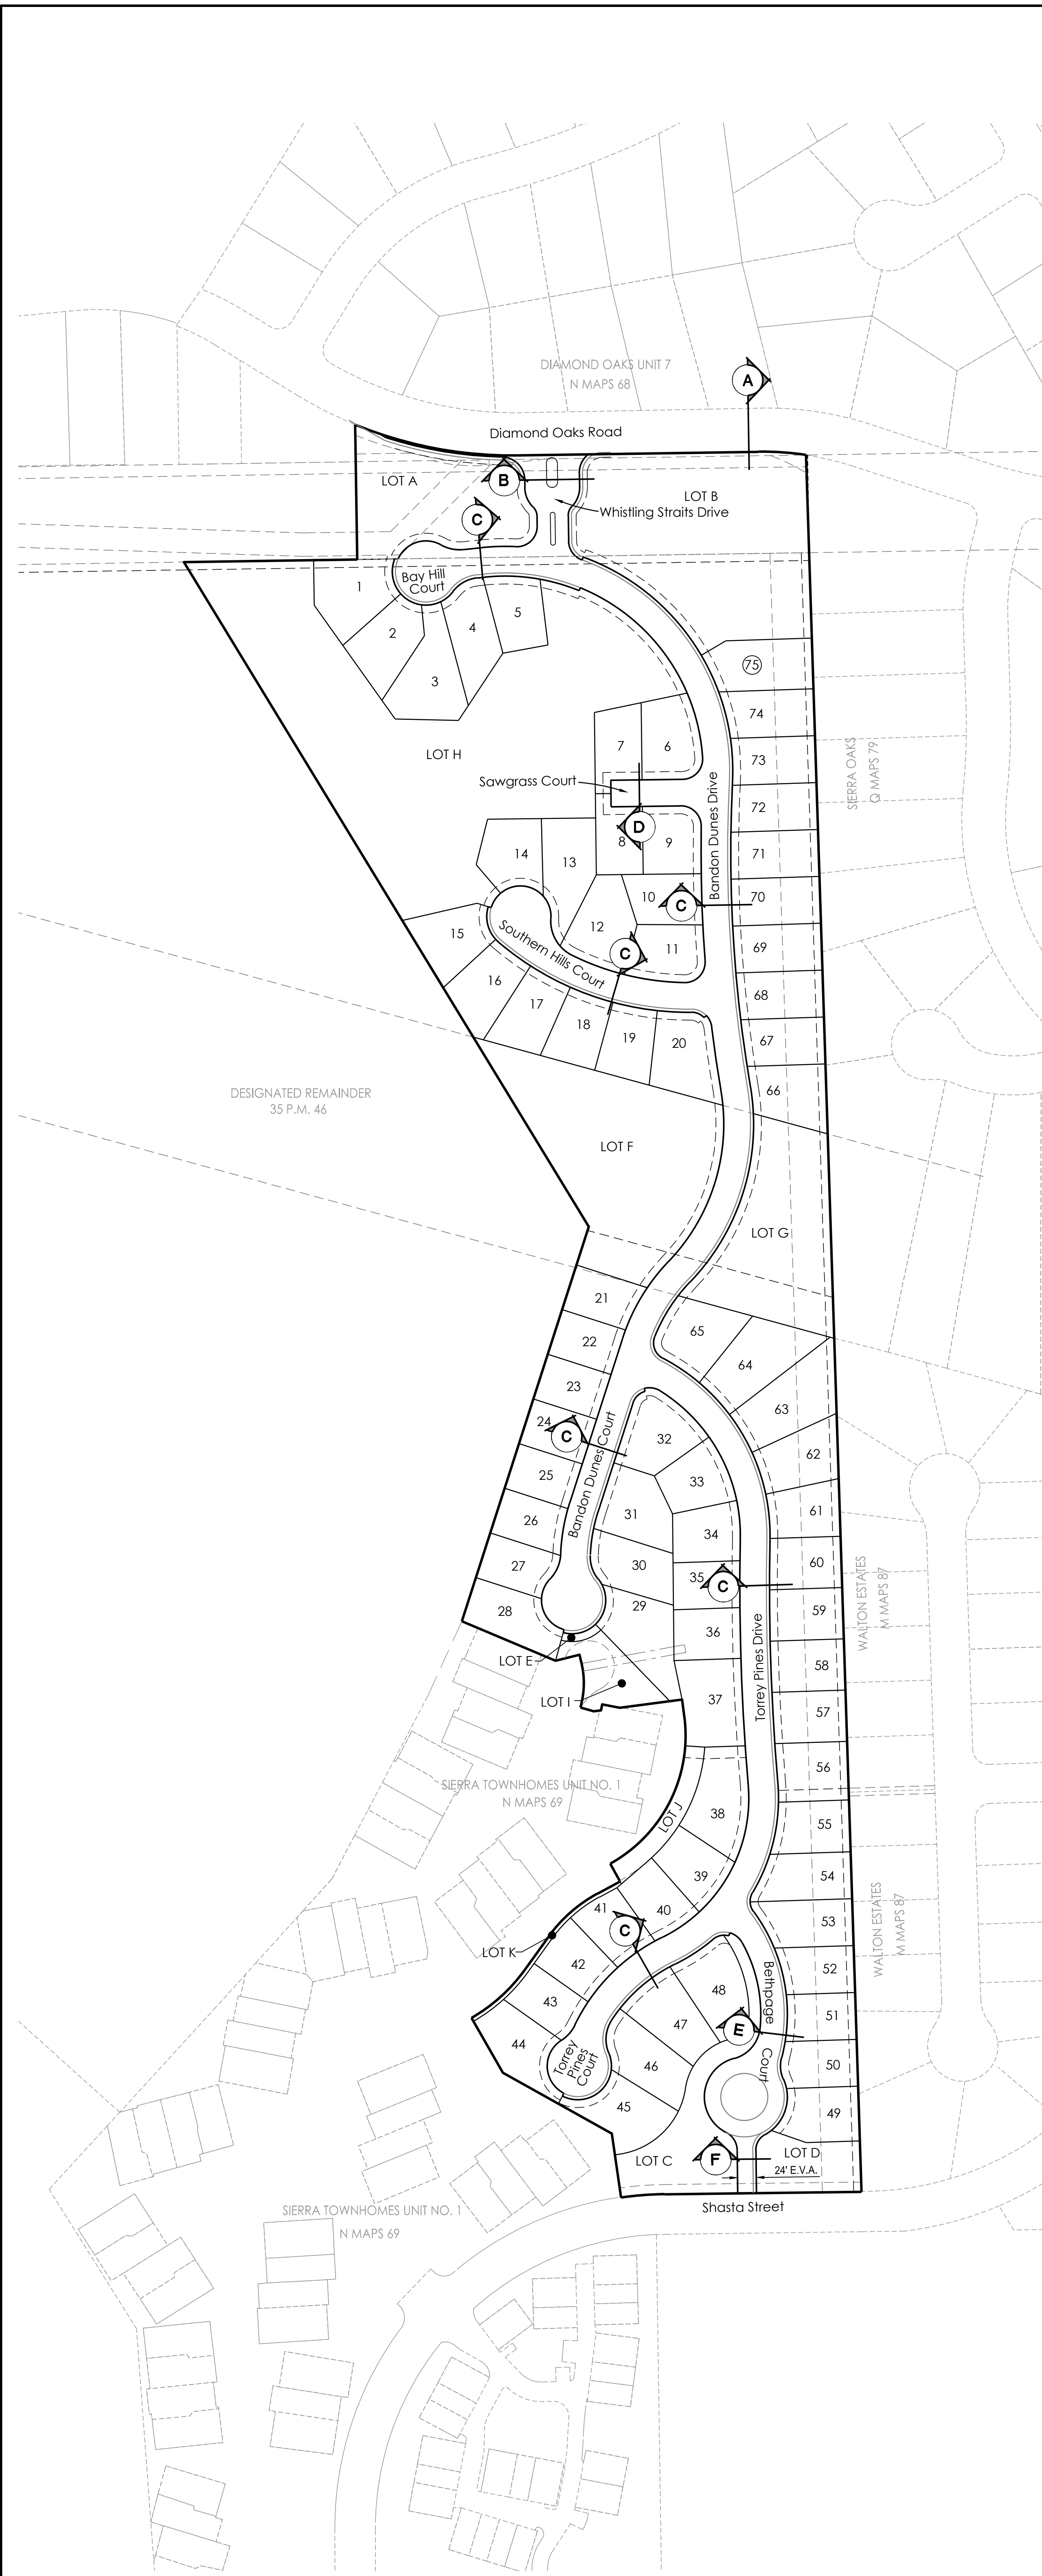 DIAMOND OAKS UNIT 7
N MAPS 68
A
Diamond Oaks Road
LOT A
B
LOT B
Whistling Straits Drive
C
1
Bay Hill
Court
2
3
4
5
75
74
LOT H
7
6
73
SIERRA OAKS
Q MAPS 79
Sawgrass Court
Bandon Dunes Drive
72
D
8
9
71
14
13
10
C
70
12
15
Southern Hills Court
C
11
69
16
17
18
19
20
68
67
66
DESIGNATED REMAINDER
35 P.M. 46
LOT F
LOT G
21
22
65
64
23
63
24
C
Bandon Dunes Court
32
62
25
33
61
26
31
34
27
30
60
35
C
WALTON ESTATES
M MAPS 87
28
29
59
36
LOT E
Torrey Pines Drive
58
LOT I
37
57
56
SIERRA TOWNHOMES UNIT NO. 1
N MAPS 69
LOT J
38
55
39
54
41
40
53
WALTON ESTATES
M MAPS 87
C
LOT K
42
52
Bethpage
Court
43
48
51
47
E
44
Torrey
Pines
Court
46
50
45
49
LOT C
F
LOT D
24' E.V.A.
Shasta Street
SIERRA TOWNHOMES UNIT NO. 1
N MAPS 69